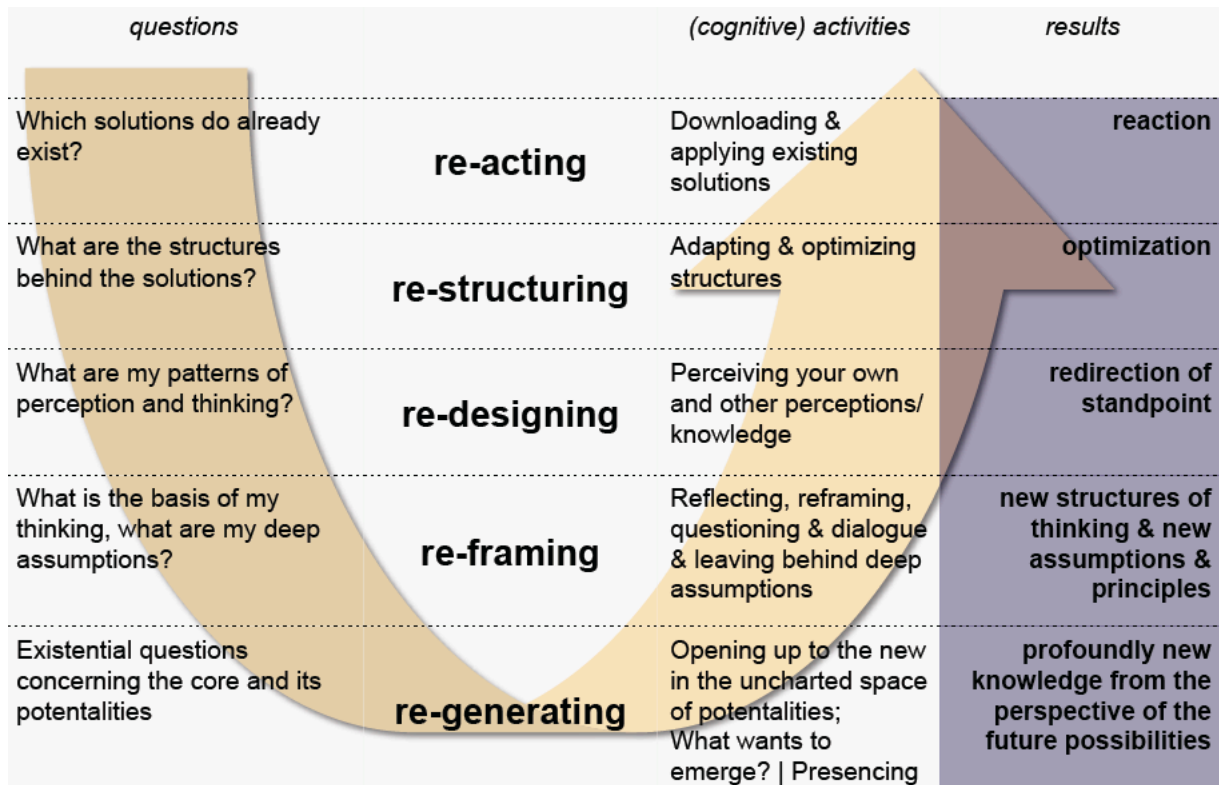 questions
(cognitive) activities
results
Which solutions do already
exist?
re-acting
Downloading &
applying existing
solutions
reaction
What are the structures
behind the solutions?
re-structuring
Adapting & optimizing
structures
optimization
What are my patterns of
perception and thinking?
re-designing
Perceiving your own
and other perceptions/
knowledge
redirection of
standpoint
What is the basis of my
thinking, what are my deep
assumptions?
re-framing
Reflecting, reframing,
questioning & dialogue
& leaving behind deep
assumptions
new structures of
thinking & new
assumptions &
principles
Existential questions
concerning the core and its
potentalities
re-generating
Opening up to the new
in the uncharted space
of potentalities;
What wants to
emerge? | Presencing
profoundly new
knowledge from the
perspective of the
future possibilities